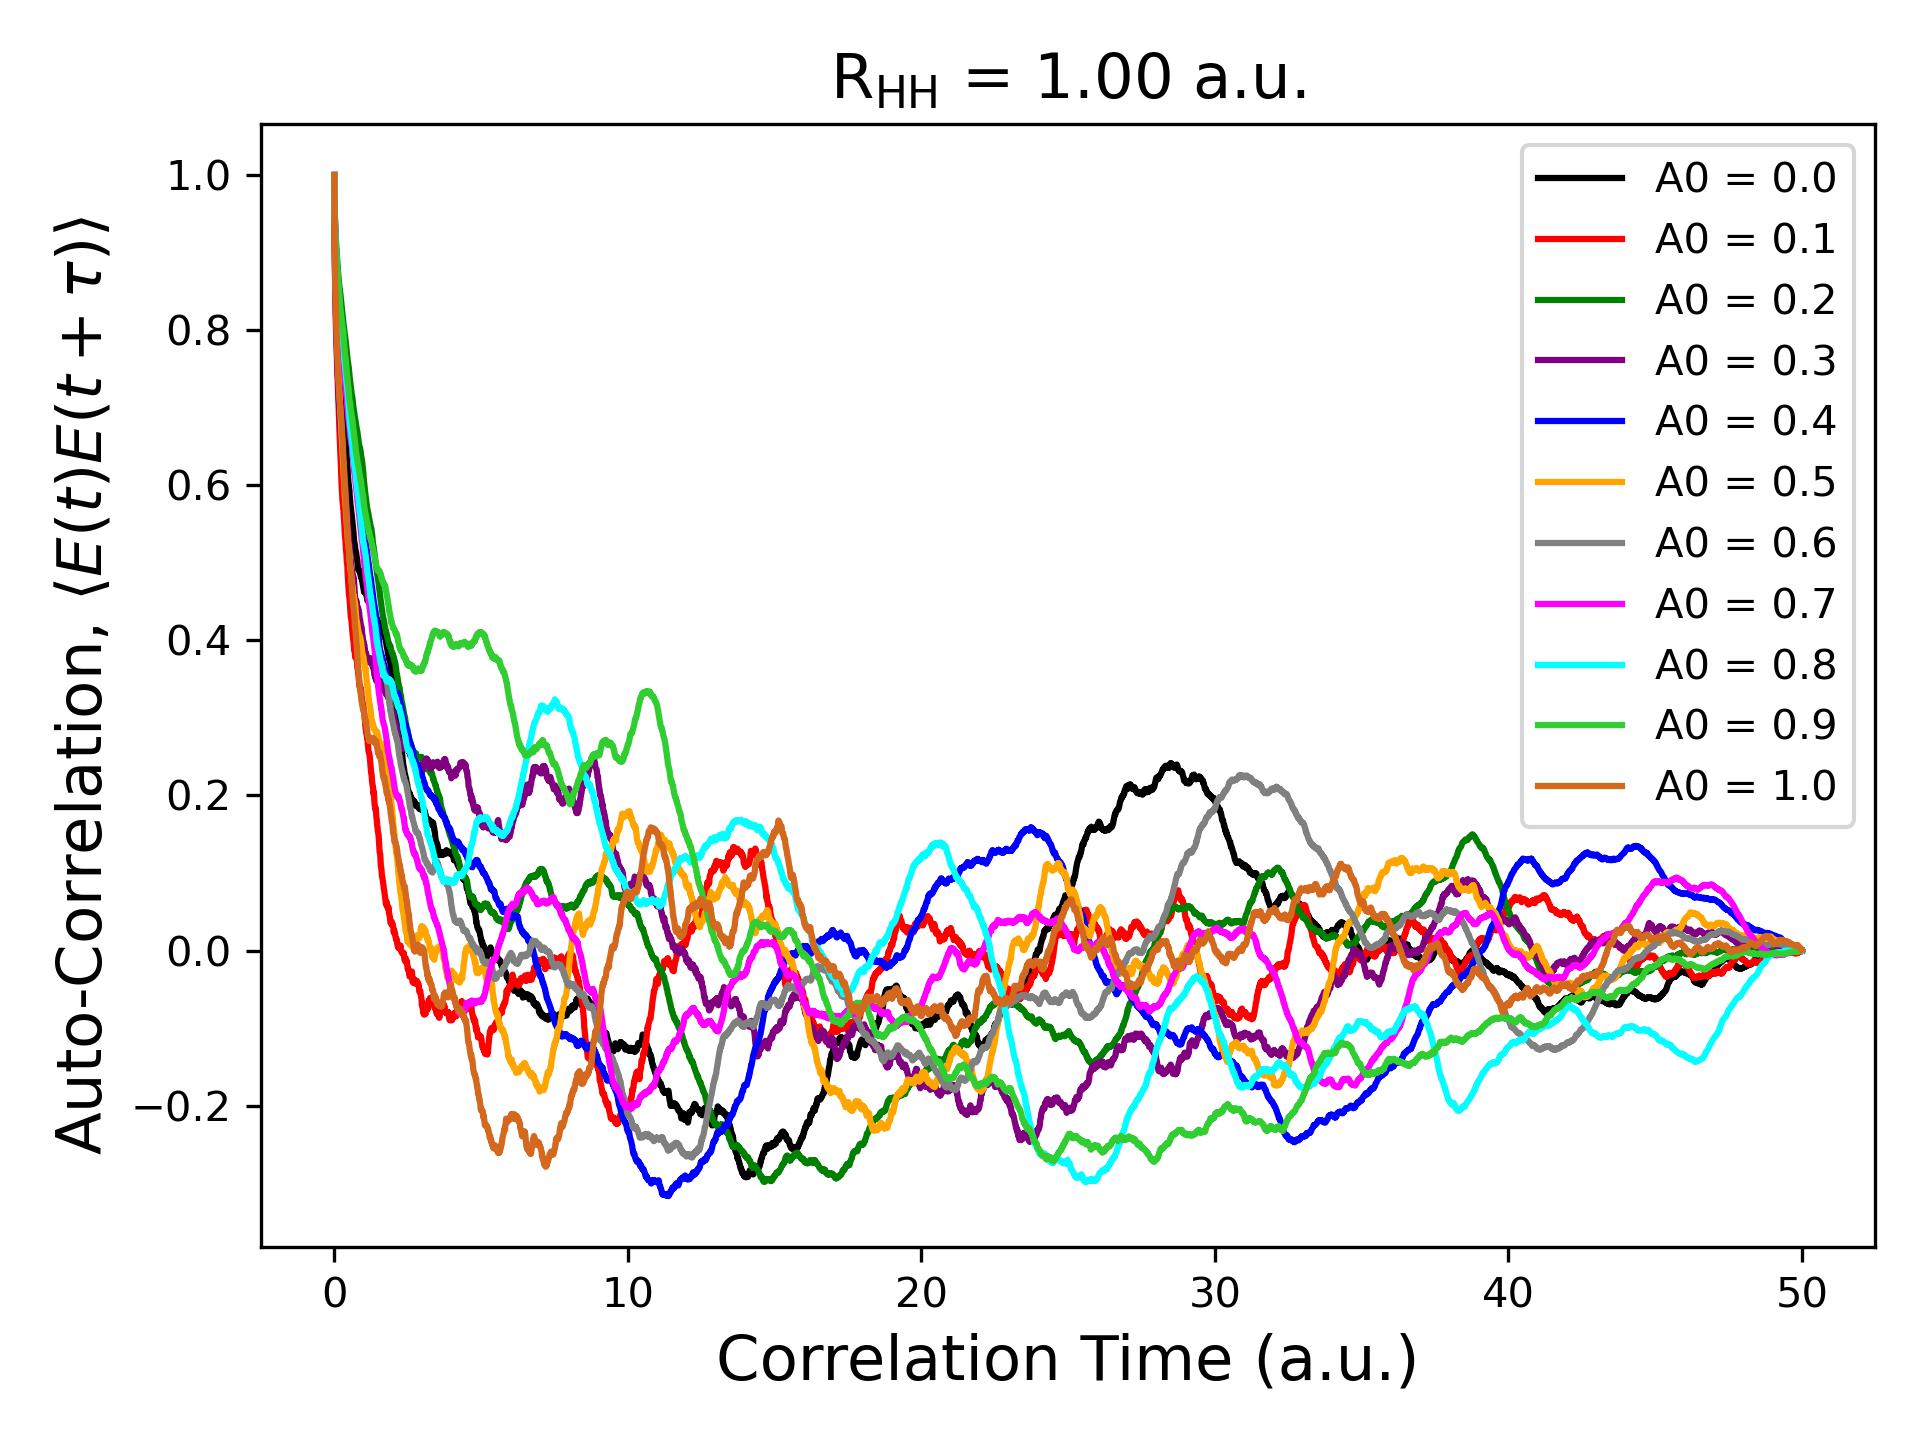 R_HH = 1.00 a.u.
Auto-Correlation, ⟨E(t)E(t + τ)⟩
1.0
0.8
0.6
0.4
0.2
0.0
−0.2
A0 = 0.0
A0 = 0.1
A0 = 0.2
A0 = 0.3
A0 = 0.4
A0 = 0.5
A0 = 0.6
A0 = 0.7
A0 = 0.8
A0 = 0.9
A0 = 1.0
0 10 20 30 40 50
Correlation Time (a.u.)